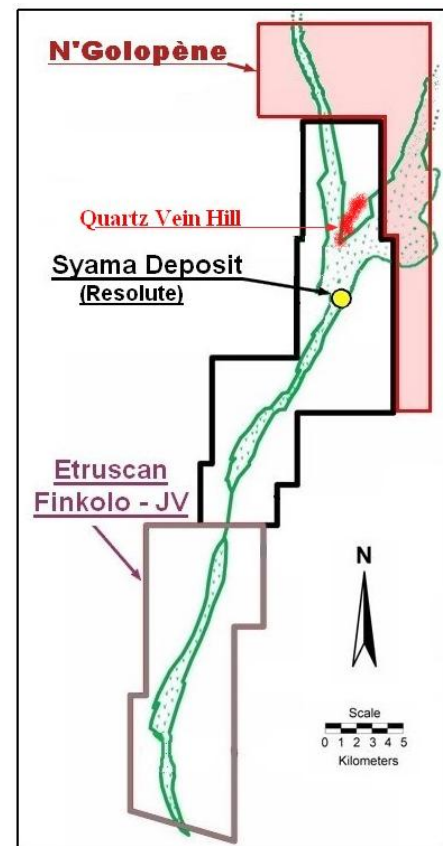 N'Golopène
Quartz Vein Hill
Syama Deposit
(Resolute)
Etruscan
Finkolo - JV
N
Scale
0 1 2 3 4 5
Kilometers